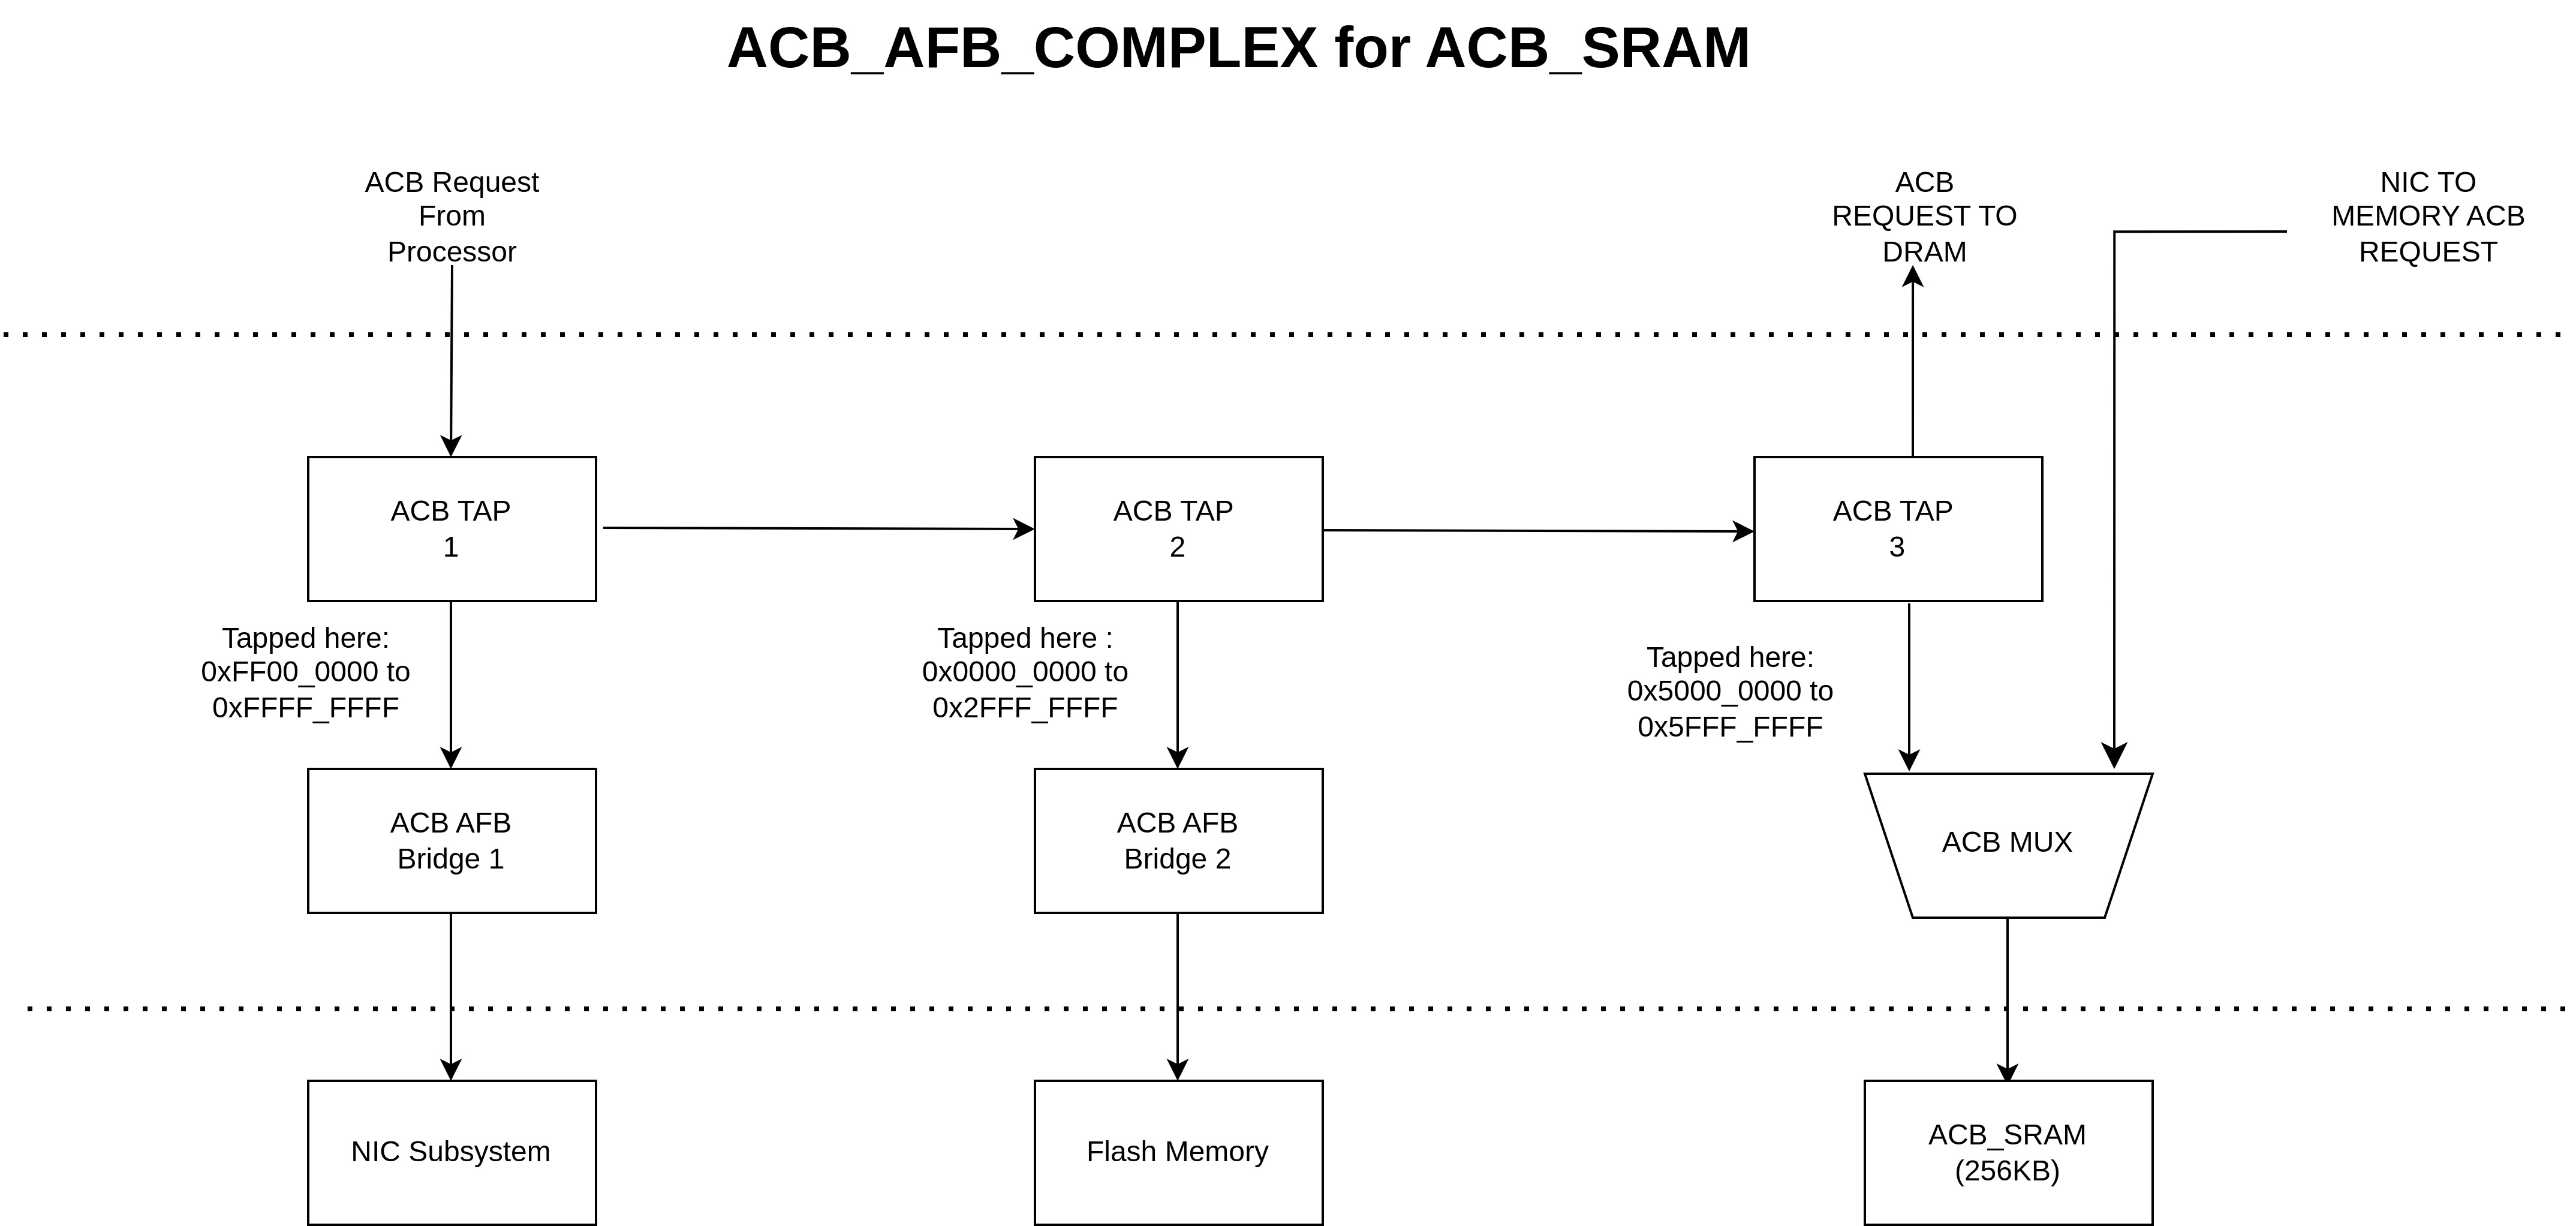 ACB_AFB_COMPLEX for ACB_SRAM
ACB Request
From
Processor
ACB
REQUEST TO
DRAM
NIC TO
MEMORY ACB
REQUEST
ACB TAP
1
ACB TAP
2
ACB TAP
3
Tapped here:
0xFF00_0000 to
0xFFFF_FFFF
Tapped here :
0x0000_0000 to
0x2FFF_FFFF
Tapped here:
0x5000_0000 to
0x5FFF_FFFF
ACB AFB
Bridge 1
ACB AFB
Bridge 2
ACB MUX
NIC Subsystem
Flash Memory
ACB_SRAM
(256KB)